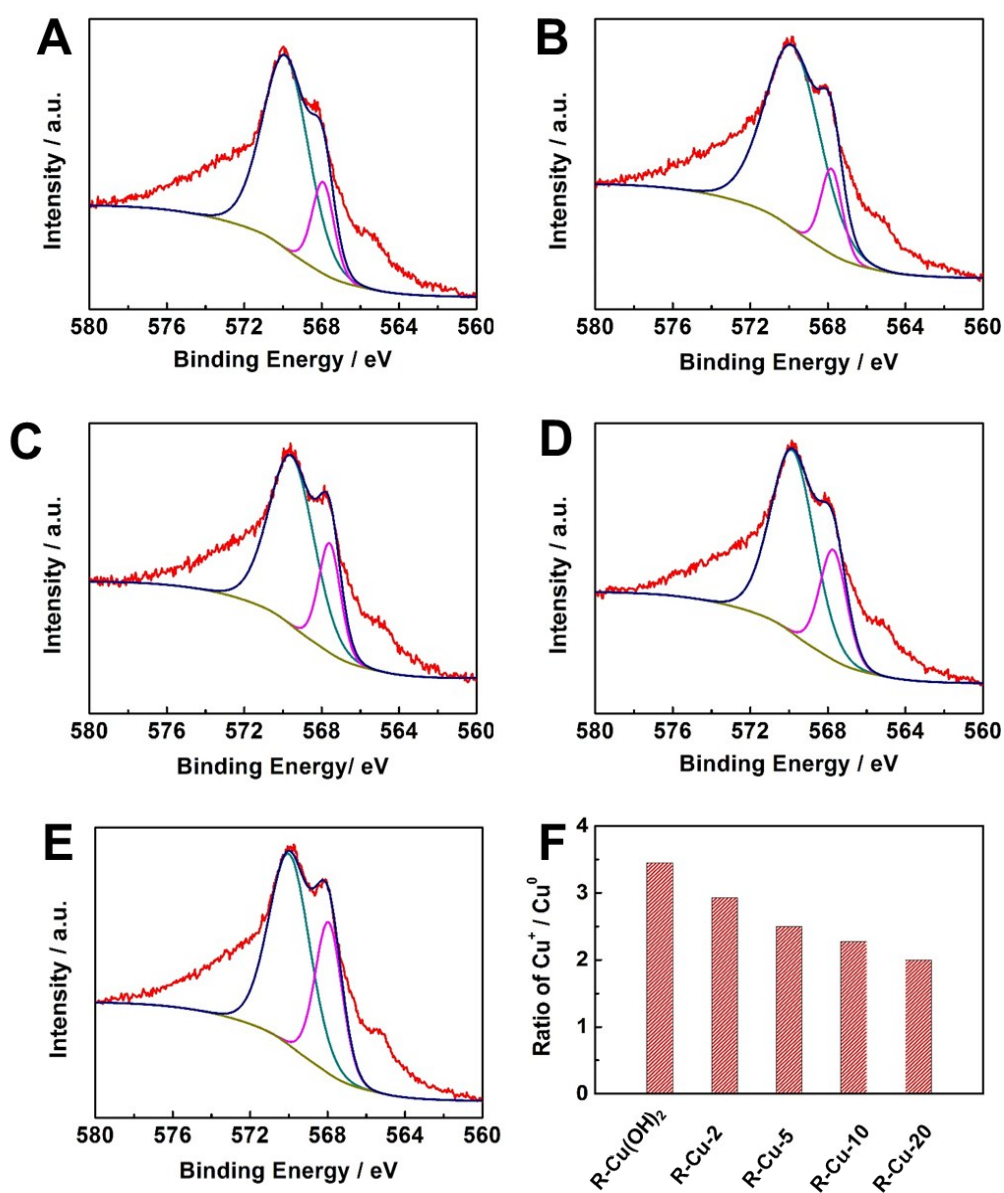 A
Intensity / a.u.
580 576 572 568 564 560
Binding Energy / eV
B
Intensity / a.u.
580 576 572 568 564 560
Binding Energy / eV
C
Intensity / a.u.
580 576 572 568 564 560
Binding Energy/ eV
D
Intensity / a.u.
580 576 572 568 564 560
Binding Energy / eV
E
Intensity / a.u.
580 576 572 568 564 560
Binding Energy / eV
F
Ratio of Cu⁺ / Cu⁰
4
3
2
1
0
R-Cu(OH)₂
R-Cu-2
R-Cu-5
R-Cu-10
R-Cu-20